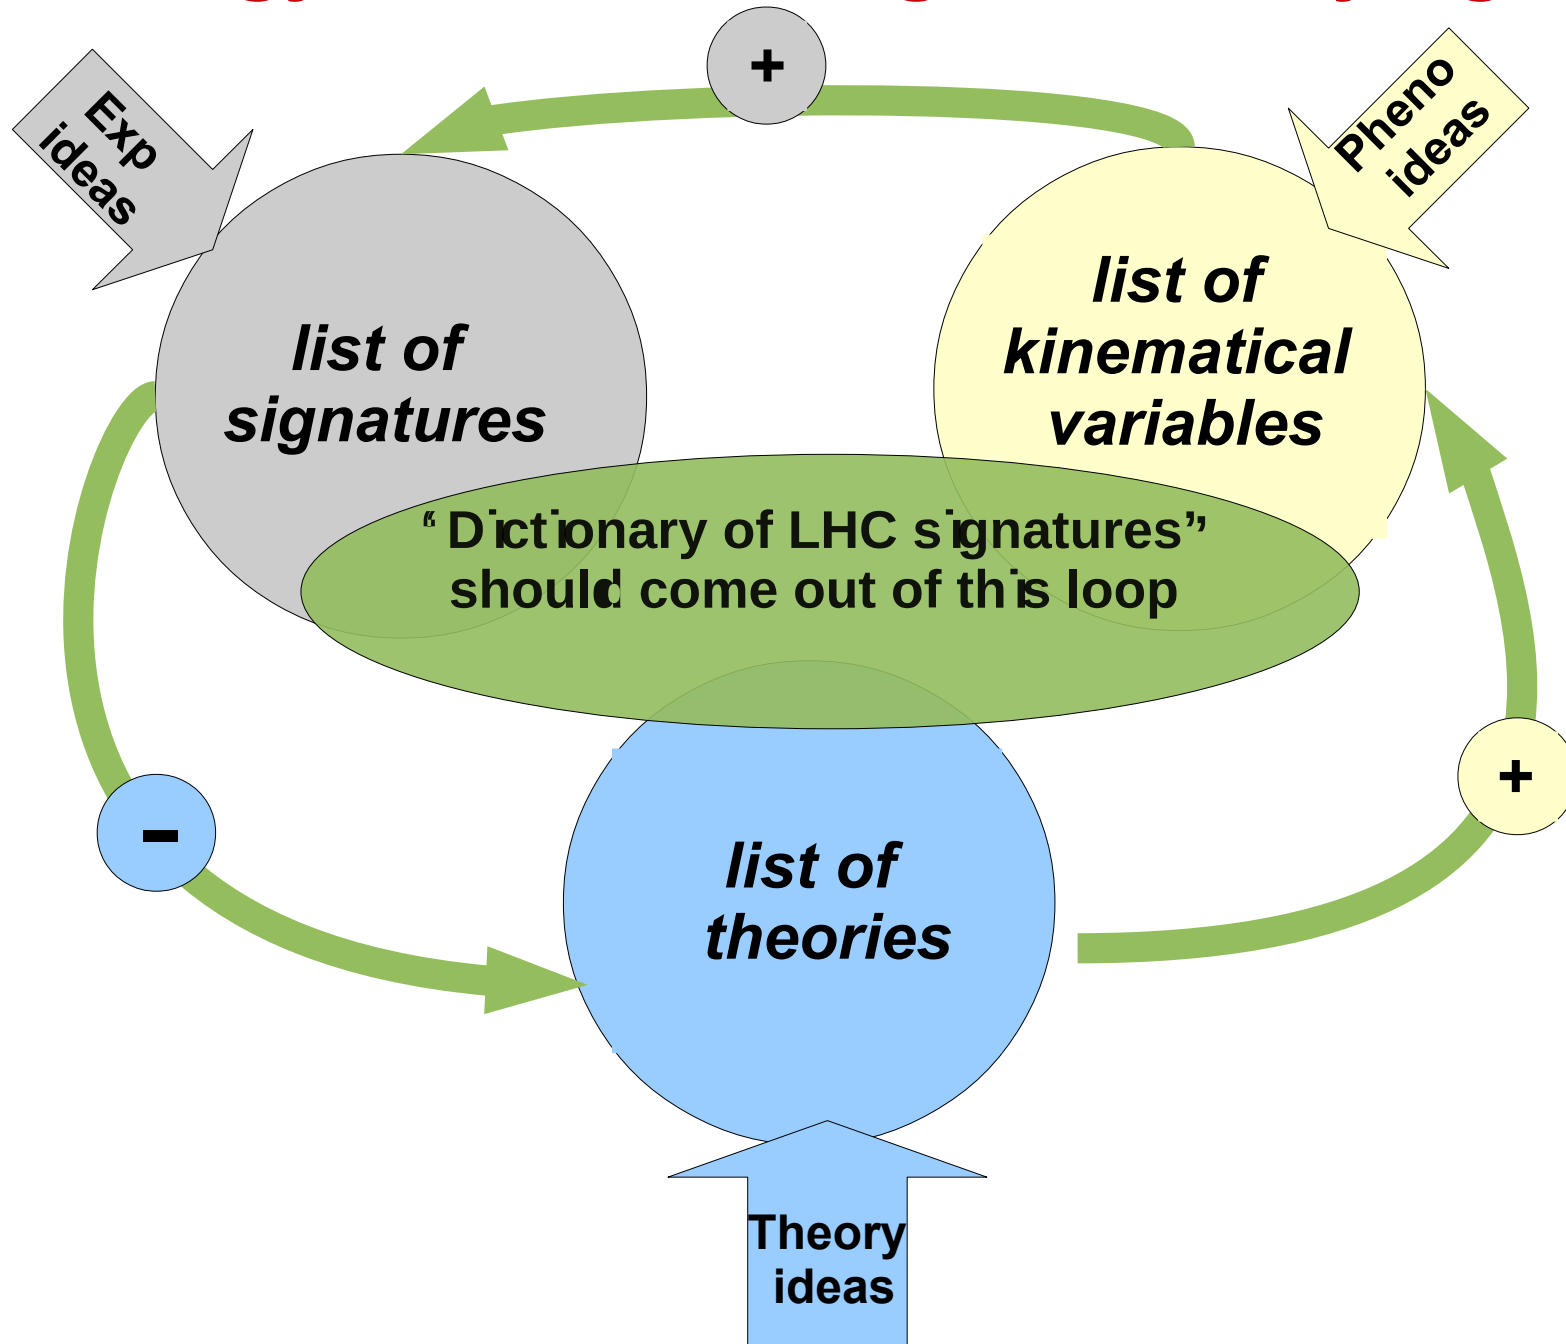 +
Exp
ideas
Pheno
ideas
list of
signatures
list of
kinematical
variables
“Dictionary of LHC signatures”
should come out of this loop
+
-
list of
theories
Theory
ideas